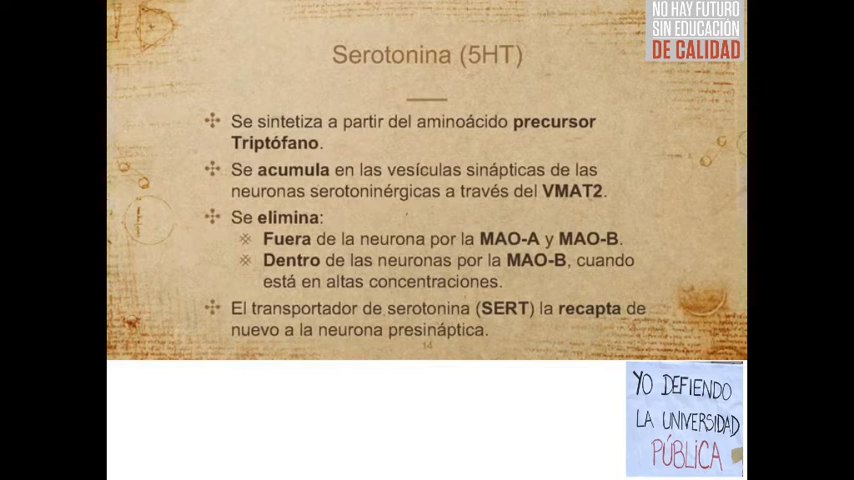 NO HAY FUTURO
SIN EDUCACIÓN
DE CALIDAD
Serotonina (5HT)
Se sintetiza a partir del aminoácido precursor
Triptófano.
Se acumula en las vesículas sinápticas de las
neuronas serotoninérgicas a través del VMAT2.
Se elimina:
Fuera de la neurona por la MAO-A y MAO-B.
Dentro de las neuronas por la MAO-B, cuando
está en altas concentraciones.
El transportador de serotonina (SERT) la recapta de
nuevo a la neurona presináptica.
14
YO DEFIENDO
LA UNIVERSIDAD
PÚBLICA